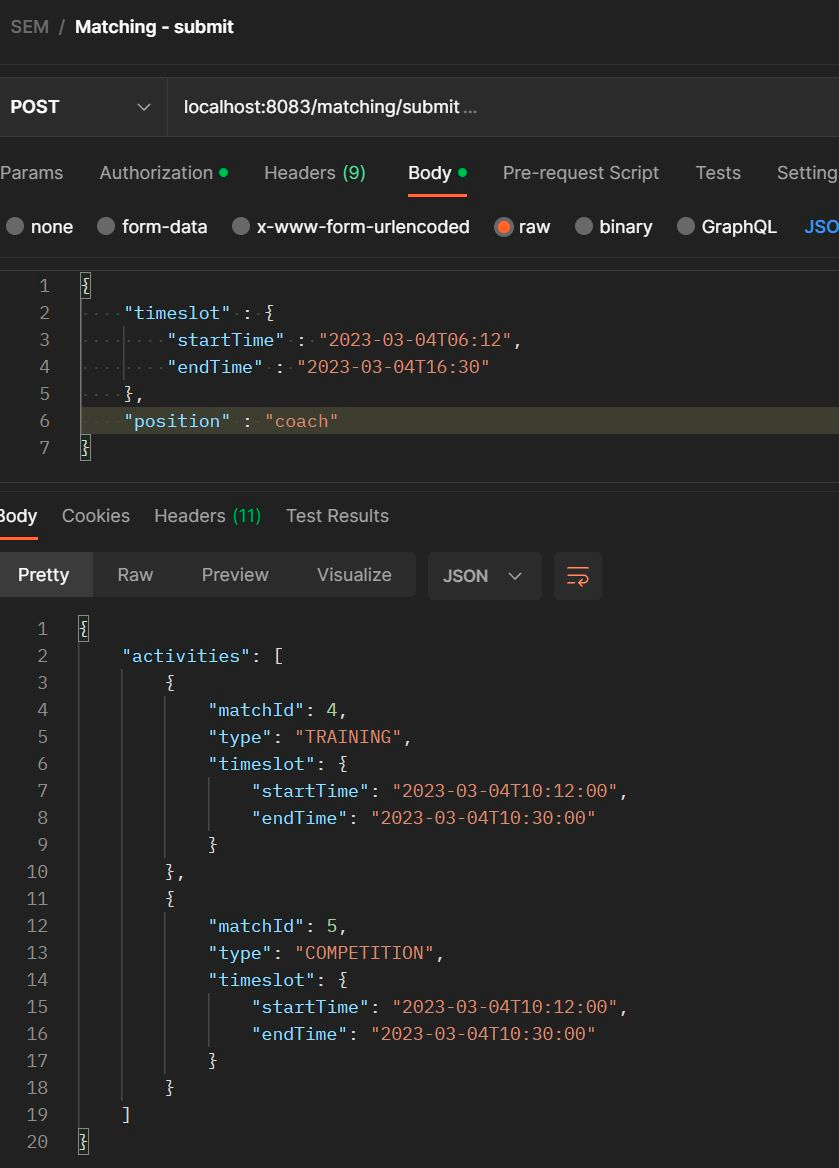 SEM / Matching - submit
POST localhost:8083/matching/submit ...
Params Authorization Headers (9) Body Pre-request Script Tests Setting
none form-data x-www-form-urlencoded raw binary GraphQL JSO
1 {
2 "timeslot" : {
3 "startTime" : "2023-03-04T06:12",
4 "endTime" : "2023-03-04T16:30"
5 },
6 "position" : "coach"
7 }
Body Cookies Headers (11) Test Results
Pretty Raw Preview Visualize JSON
1 {
2 "activities": [
3 {
4 "matchId": 4,
5 "type": "TRAINING",
6 "timeslot": {
7 "startTime": "2023-03-04T10:12:00",
8 "endTime": "2023-03-04T10:30:00"
9 }
10 },
11 {
12 "matchId": 5,
13 "type": "COMPETITION",
14 "timeslot": {
15 "startTime": "2023-03-04T10:12:00",
16 "endTime": "2023-03-04T10:30:00"
17 }
18 }
19 ]
20 }